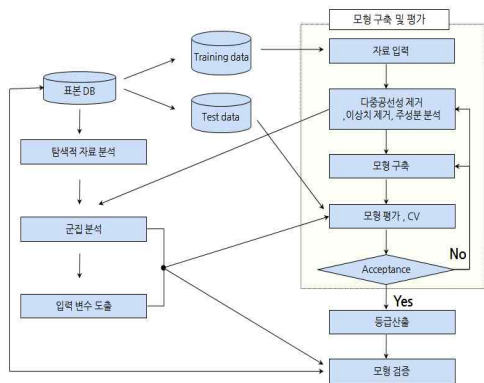 모형 구축 및 평가
Training data
자료 입력
표본 DB
Test data
다중공선성 제거
,이상치 제거, 주성분 분석
탐색적 자료 분석
모형 구축
군집 분석
모형 평가 , CV
No
Acceptance
입력 변수 도출
Yes
등급산출
모형 검증